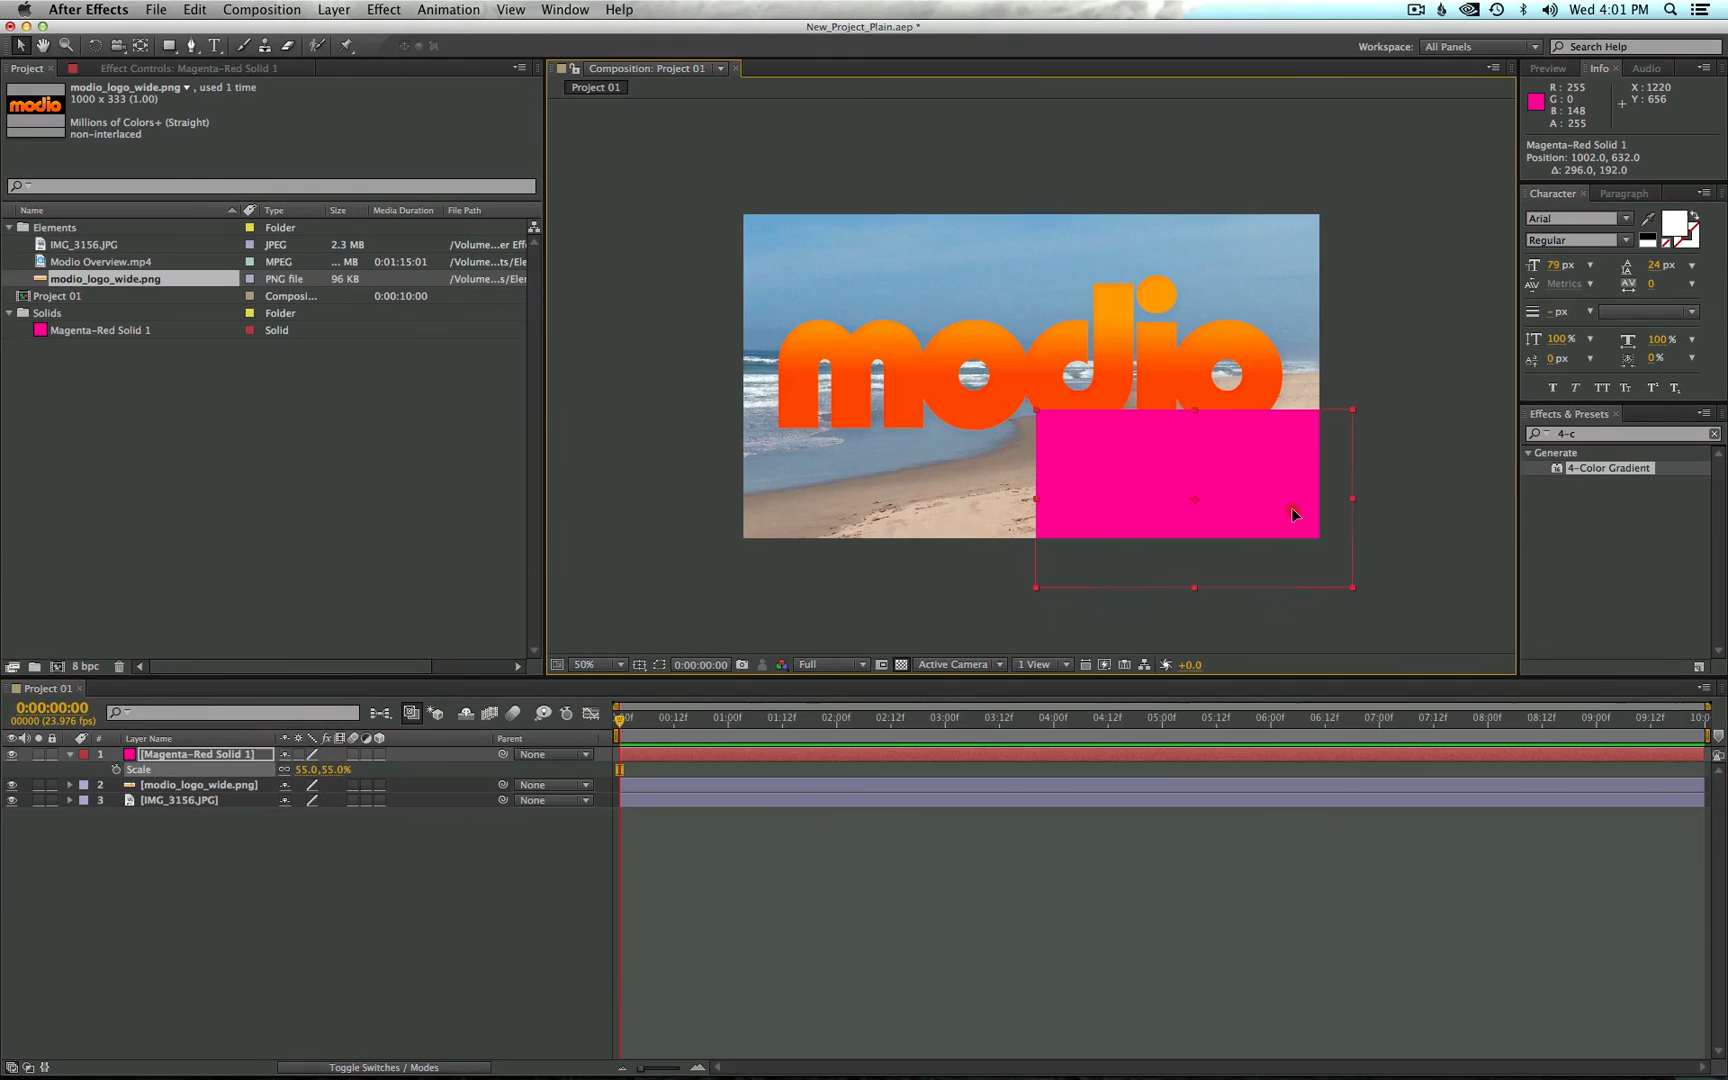 After Effects File Edit Composition Layer Effect Animation View Window Help Wed 4:01 PM
New_Project_Plain.aep *
Workspace: All Panels Search Help
Project × Effect Controls: Magenta-Red Solid 1
Composition: Project 01 ×
Preview Info × Audio
modio
modio_logo_wide.png ▾ , used 1 time
1000 x 333 (1.00)
Millions of Colors+ (Straight)
non-interlaced
Project 01
R : 255
G : 0
B : 148
A : 255
X : 1220
Y : 656
Magenta-Red Solid 1
Position: 1002.0, 632.0
Δ: 296.0, 192.0
Name Type Size Media Duration File Path
Elements Folder
IMG_3156.JPG JPEG 2.3 MB /Volume...er Eff
Modio Overview.mp4 MPEG ... MB 0:01:15:01 /Volume...ts/Ele
modio_logo_wide.png PNG file 96 KB /Volume...s/Eler
Project 01 Composi... 0:00:10:00
Solids Folder
Magenta-Red Solid 1 Solid
modio
Character × Paragraph
Arial
Regular
79 px 24 px
Metrics 0
- px
100 % 100 %
0 px 0 %
T T TT Tt T¹ T₁
Effects & Presets ×
4-c
Generate
4-Color Gradient
8 bpc
50% 0:00:00:00 Full Active Camera 1 View +0.0
Project 01 ×
0:00:00:00
00000 (23.976 fps)
:00f 00:12f 01:00f 01:12f 02:00f 02:12f 03:00f 03:12f 04:00f 04:12f 05:00f 05:12f 06:00f 06:12f 07:00f 07:12f 08:00f 08:12f 09:00f 09:12f 10:0
# Layer Name fx Parent
1 [Magenta-Red Solid 1] None
Scale 55.0,55.0%
2 [modio_logo_wide.png] None
3 [IMG_3156.JPG] None
Toggle Switches / Modes